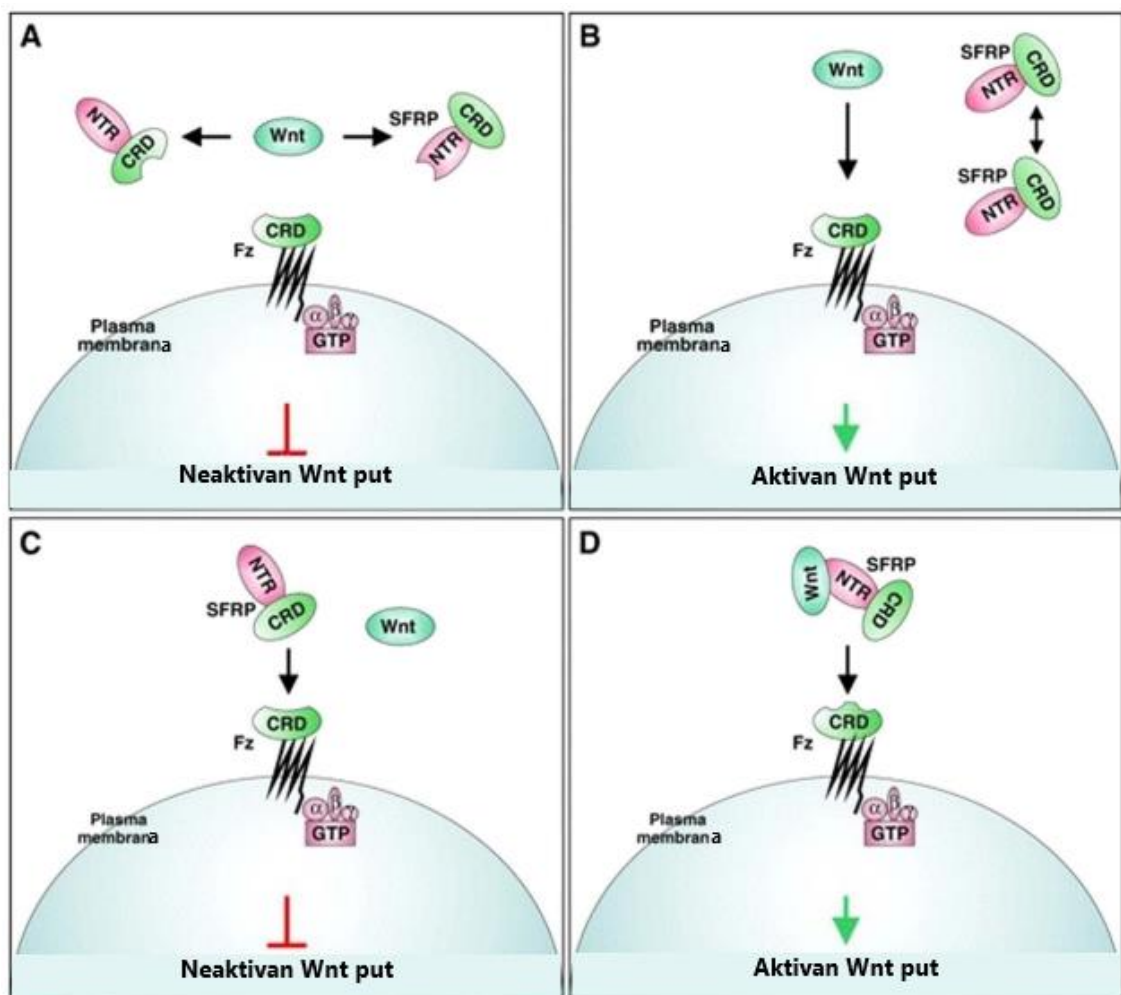 A
NTR
CRD
Wnt
SFRP
CRD
NTR
CRD
Fz
α β γ
GTP
Plasma
membrana
Neaktivan Wnt put
B
Wnt
SFRP
CRD
NTR
SFRP
CRD
NTR
CRD
Fz
α β γ
GTP
Plasma
membrana
Aktivan Wnt put
C
NTR
SFRP
CRD
Wnt
CRD
Fz
α β γ
GTP
Plasma
membrana
Neaktivan Wnt put
D
Wnt
NTR
SFRP
CRD
CRD
Fz
α β γ
GTP
Plasma
membrana
Aktivan Wnt put